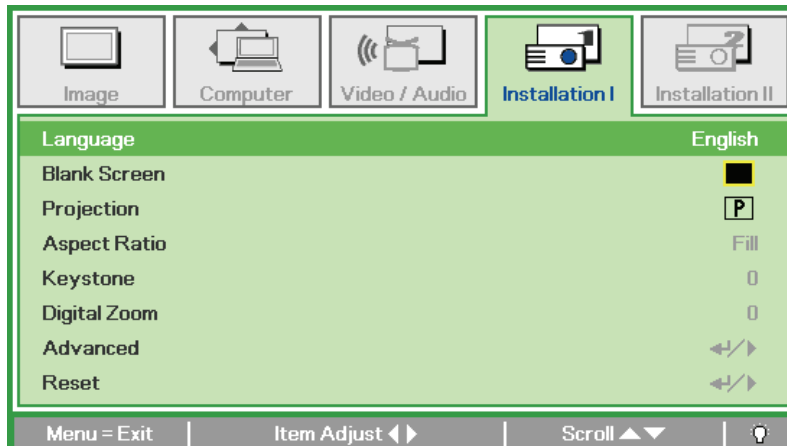 Image Computer Video / Audio Installation I Installation II
Language English
Blank Screen
Projection P
Aspect Ratio Fill
Keystone 0
Digital Zoom 0
Advanced
Reset
Menu = Exit Item Adjust Scroll